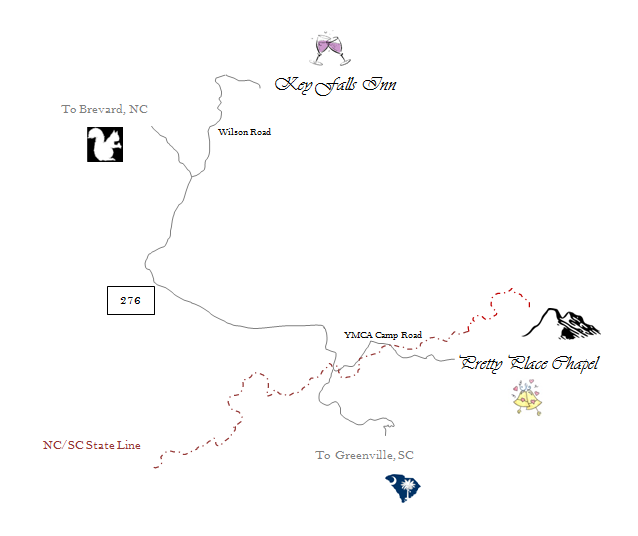 Key Falls Inn
To Brevard, NC
Wilson Road
276
YMCA Camp Road
Pretty Place Chapel
NC/SC State Line
To Greenville, SC